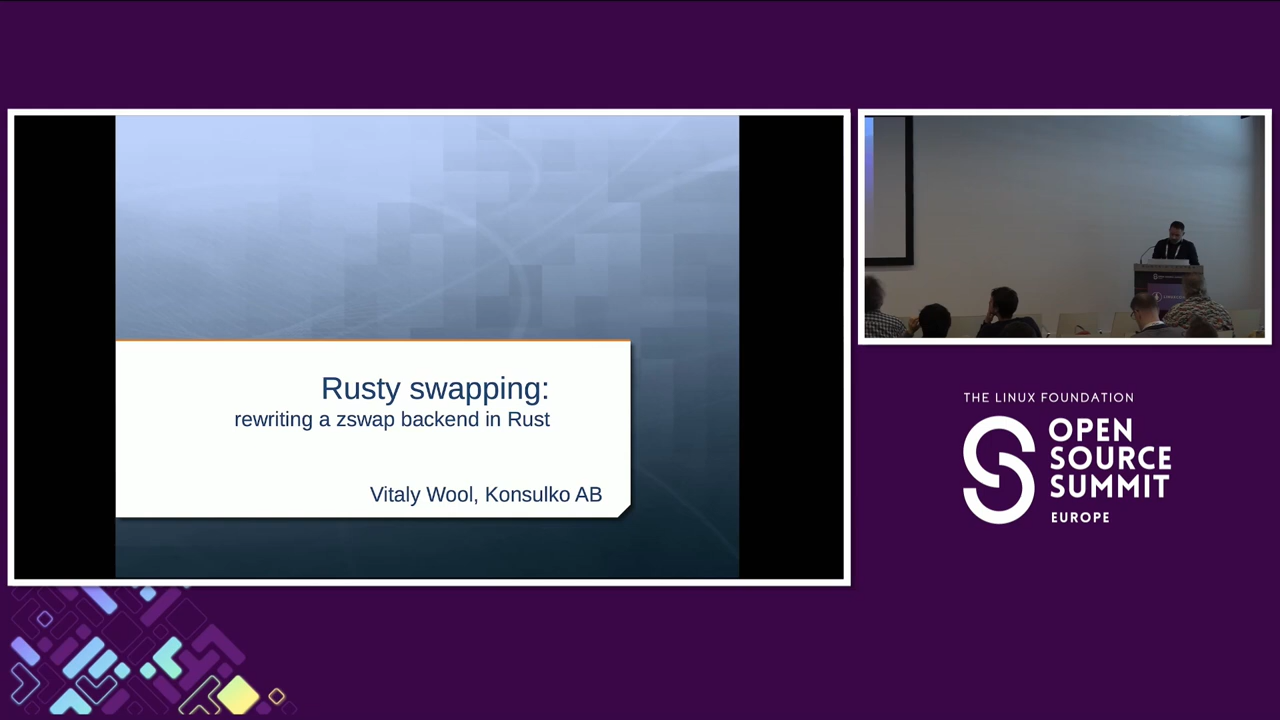 Rusty swapping:
rewriting a zswap backend in Rust
Vitaly Wool, Konsulko AB
THE LINUX FOUNDATION
OPEN
SOURCE
SUMMIT
EUROPE